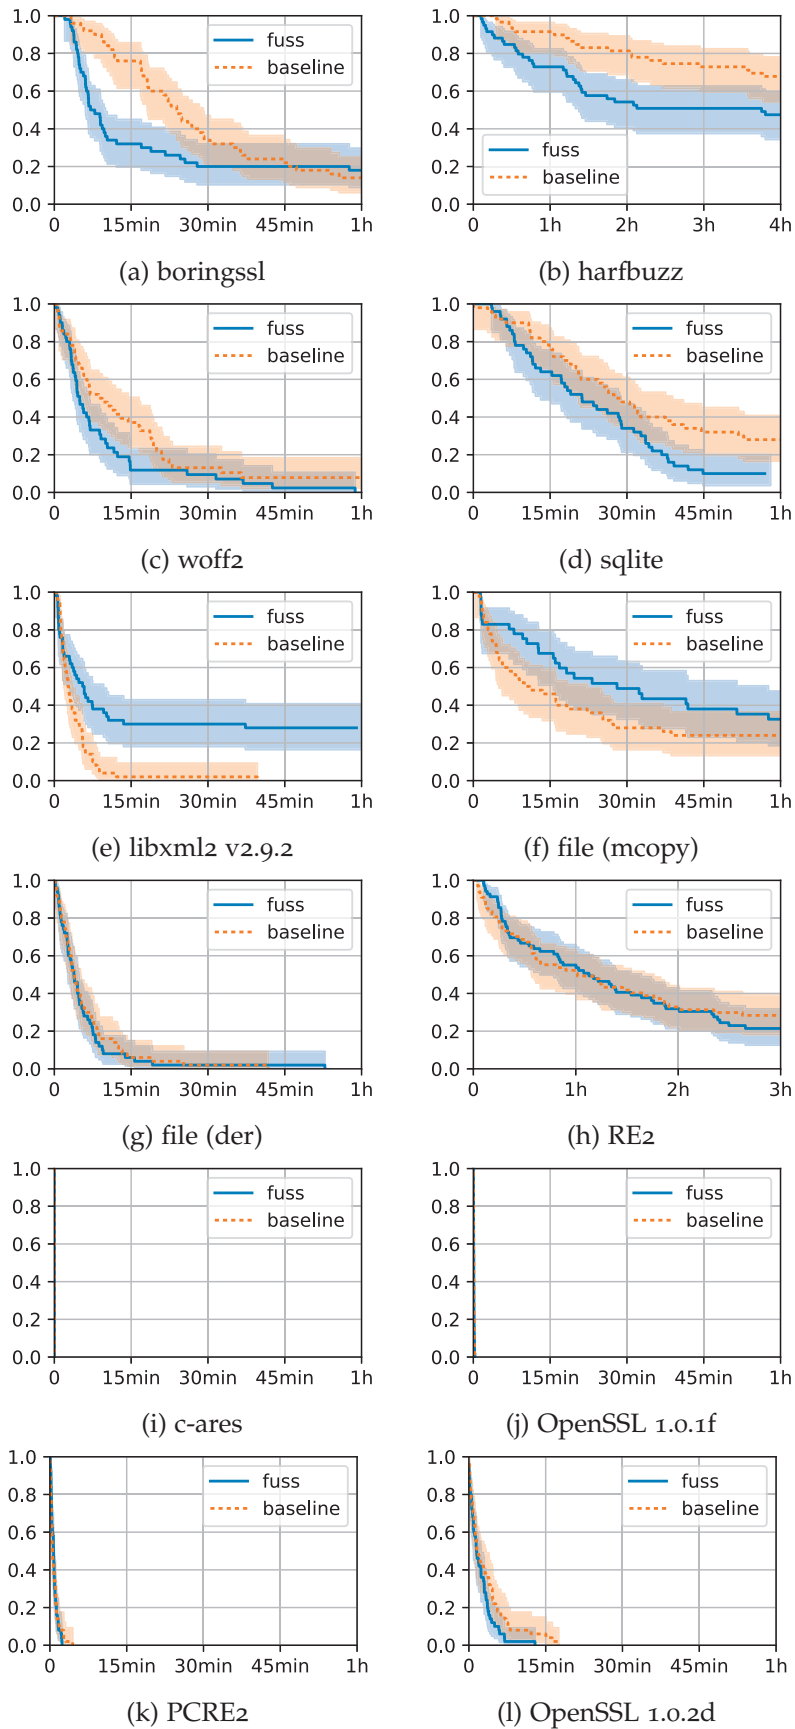 1.0
0.8
0.6
0.4
0.2
0.0
0 15min 30min 45min 1h
fuss
baseline
(a) boringssl
1.0
0.8
0.6
0.4
0.2
0.0
0 1h 2h 3h 4h
fuss
baseline
(b) harfbuzz
1.0
0.8
0.6
0.4
0.2
0.0
0 15min 30min 45min 1h
fuss
baseline
(c) woff2
1.0
0.8
0.6
0.4
0.2
0.0
0 15min 30min 45min 1h
fuss
baseline
(d) sqlite
1.0
0.8
0.6
0.4
0.2
0.0
0 15min 30min 45min 1h
fuss
baseline
(e) libxml2 v2.9.2
1.0
0.8
0.6
0.4
0.2
0.0
0 15min 30min 45min 1h
fuss
baseline
(f) file (mcopy)
1.0
0.8
0.6
0.4
0.2
0.0
0 15min 30min 45min 1h
fuss
baseline
(g) file (der)
1.0
0.8
0.6
0.4
0.2
0.0
0 1h 2h 3h
fuss
baseline
(h) RE2
1.0
0.8
0.6
0.4
0.2
0.0
0 15min 30min 45min 1h
fuss
baseline
(i) c-ares
1.0
0.8
0.6
0.4
0.2
0.0
0 15min 30min 45min 1h
fuss
baseline
(j) OpenSSL 1.0.1f
1.0
0.8
0.6
0.4
0.2
0.0
0 15min 30min 45min 1h
fuss
baseline
(k) PCRE2
1.0
0.8
0.6
0.4
0.2
0.0
0 15min 30min 45min 1h
fuss
baseline
(l) OpenSSL 1.0.2d